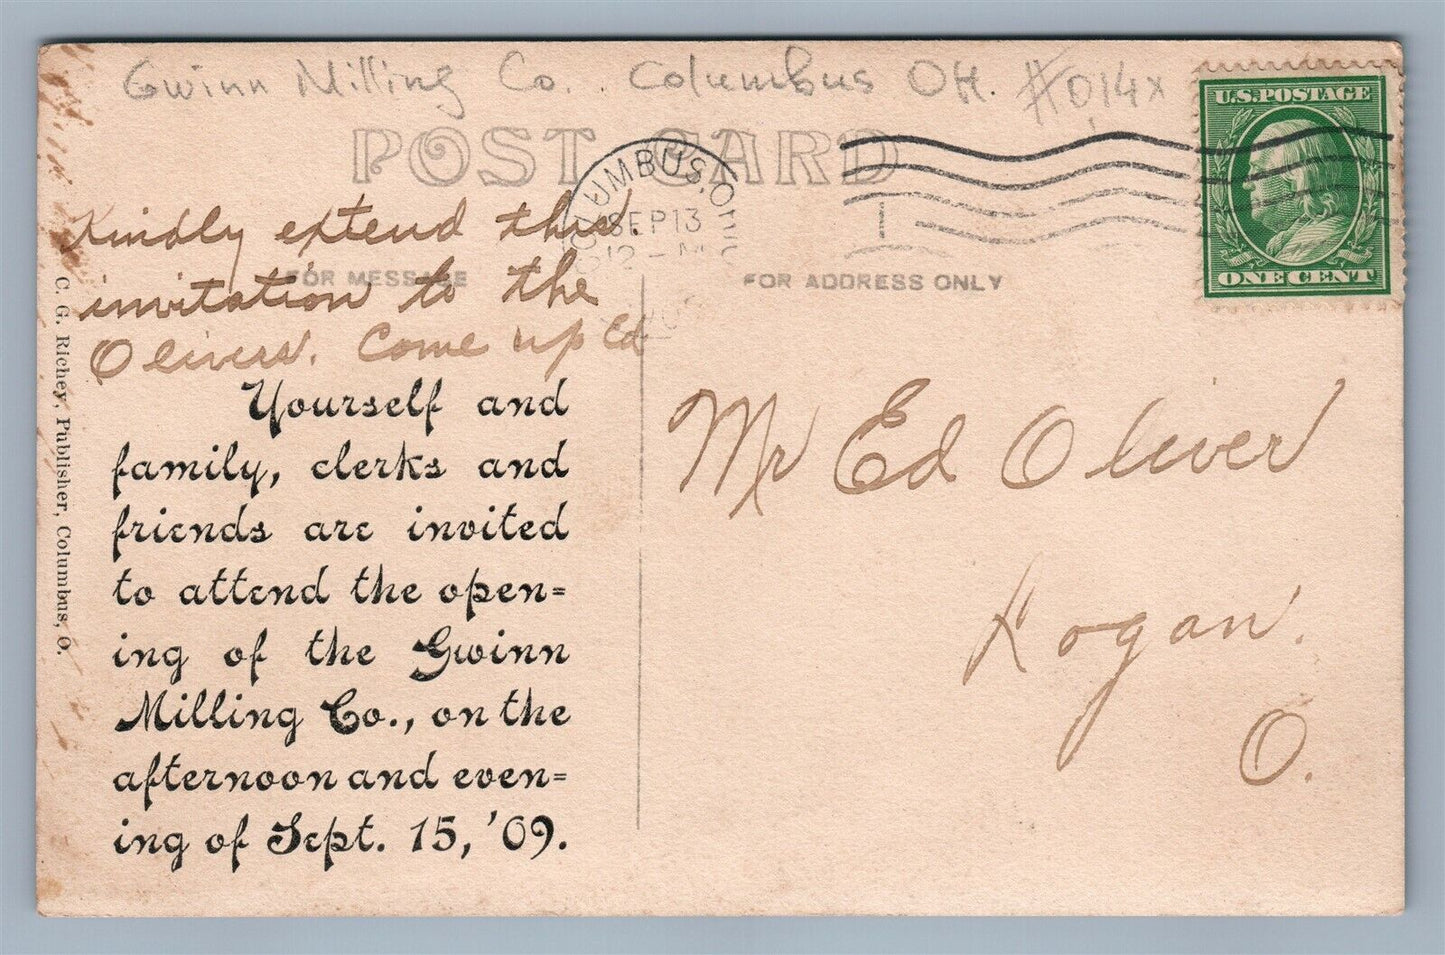 Gwinn Milling Co. Columbus OH. #014x
POST CARD
U.S. POSTAGE
ONE CENT
COLUMBUS, OHIO
SEP 13
12-M
Kindly extend this
FOR MESSAGE
invitation to the
Olivers. Come up Ed
Yourself and
family, clerks and
friends are invited
to attend the open=
ing of the Gwinn
Milling Co., on the
afternoon and even=
ing of Sept. 15, '09.
C. G. Richey, Publisher, Columbus, O.
FOR ADDRESS ONLY
Mr Ed Oliver
Logan.
O.